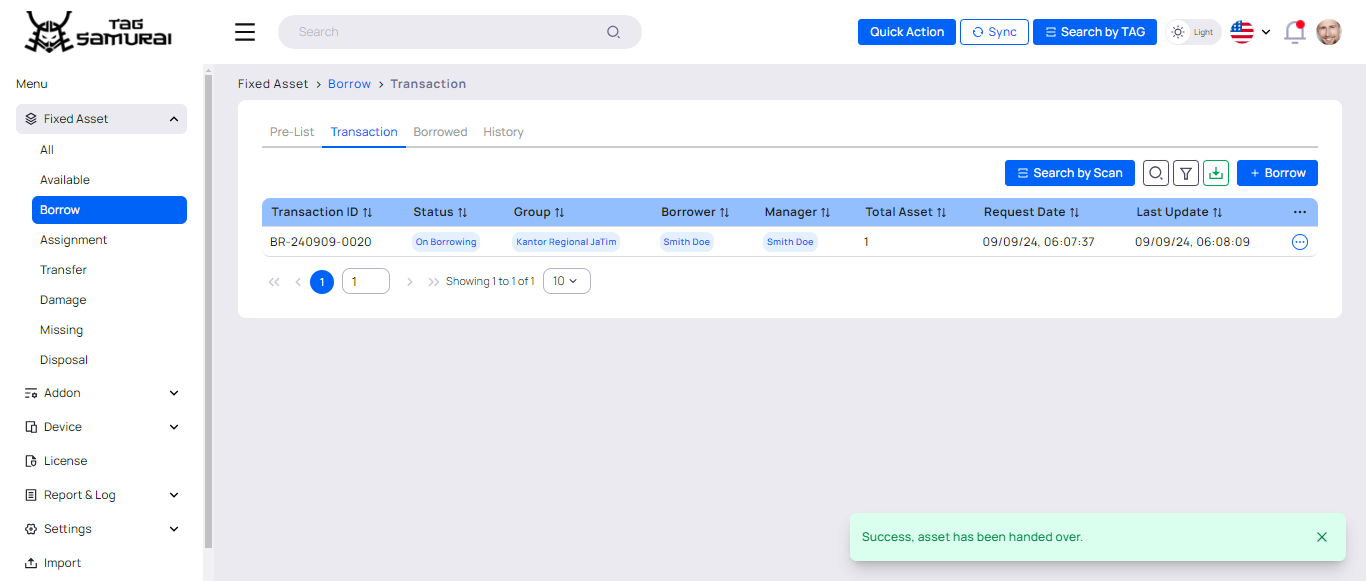 TAG SAMURAI
Search
Quick Action
Sync
Search by TAG
Light
Menu
Fixed Asset
All
Available
Borrow
Assignment
Transfer
Damage
Missing
Disposal
Addon
Device
License
Report & Log
Settings
Import
Fixed Asset > Borrow > Transaction
Pre-List Transaction Borrowed History
Search by Scan
+ Borrow
Transaction ID Status Group Borrower Manager Total Asset Request Date Last Update
BR-240909-0020 On Borrowing Kantor Regional JaTim Smith Doe Smith Doe 1 09/09/24, 06:07:37 09/09/24, 06:08:09
1 1 Showing 1 to 1 of 1 10
Success, asset has been handed over.